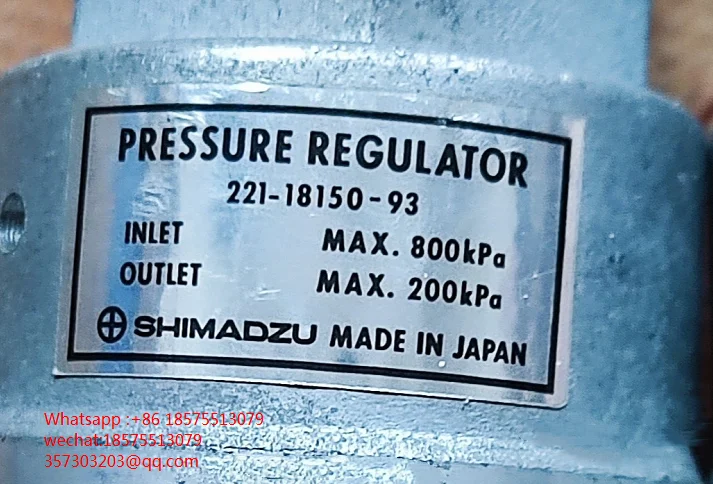 PRESSURE REGULATOR
221-18150-93
INLET MAX. 800kPa
OUTLET MAX. 200kPa
SHIMADZU MADE IN JAPAN
Whatsapp :+86 18575513079
wechat:18575513079
357303203@qq.com